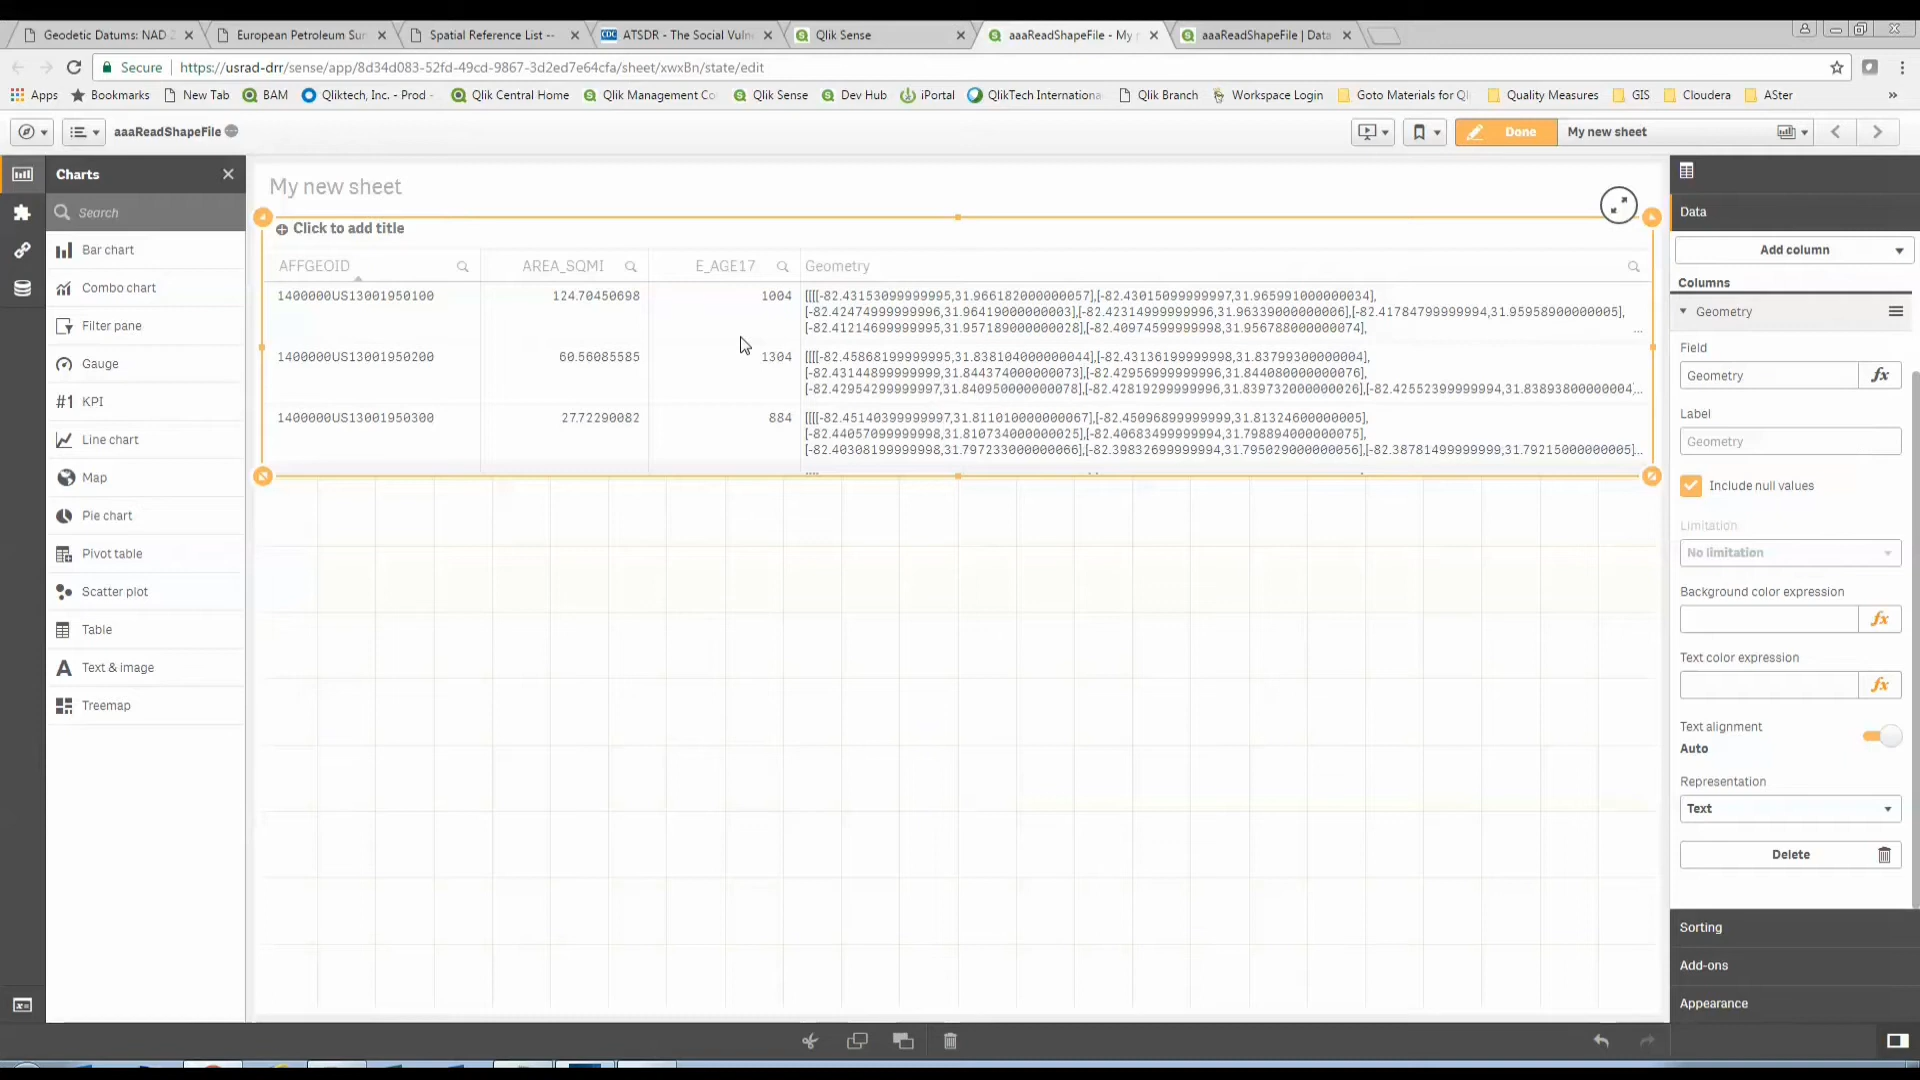 Geodetic Datums: NAD 2
European Petroleum Sur
Spatial Reference List --
ATSDR - The Social Vuln
Qlik Sense
aaaReadShapeFile - My
aaaReadShapeFile | Data
Secure
https://usrad-drr/sense/app/8d34d083-52fd-49cd-9867-3d2ed7e64cfa/sheet/xwxBn/state/edit
Apps
Bookmarks
New Tab
BAM
Qliktech, Inc. - Prod -
Qlik Central Home
Qlik Management Co
Qlik Sense
Dev Hub
iPortal
QlikTech Internationa
Qlik Branch
Workspace Login
Goto Materials for Ql
Quality Measures
GIS
Cloudera
ASter
aaaReadShapeFile
Done
My new sheet
Charts
Search
Bar chart
Combo chart
Filter pane
Gauge
#1 KPI
Line chart
Map
Pie chart
Pivot table
Scatter plot
Table
A Text & image
Treemap
My new sheet
Click to add title
AFFGEOID AREA_SQMI E_AGE17 Geometry
1400000US13001950100 124.70450698 1004 [[[[-82.43153099999995,31.966182000000057],[-82.43015099999997,31.965991000000034],
[-82.42474999999996,31.96419000000003],[-82.42314999999996,31.96339000000006],[-82.41784799999994,31.95958900000005],
[-82.41214699999995,31.957189000000028],[-82.40974599999998,31.956788000000074], ...
1400000US13001950200 60.56085585 1304 [[[[-82.45868199999995,31.838104000000044],[-82.43136199999998,31.83799300000004],
[-82.43144899999999,31.844374000000073],[-82.42956999999996,31.844080000000076],
[-82.42954299999997,31.840950000000078],[-82.42819299999996,31.839732000000026],[-82.42552399999994,31.838938000000004]...
1400000US13001950300 27.72290082 884 [[[[-82.45140399999997,31.811010000000067],[-82.45096899999999,31.81324600000005],
[-82.44057099999998,31.810734000000025],[-82.40683499999994,31.798894000000075],
[-82.40308199999998,31.797233000000066],[-82.39832699999994,31.795029000000056],[-82.38781499999999,31.79215000000005]...
Data
Add column
Columns
Geometry
Field
Geometry
fx
Label
Geometry
Include null values
Limitation
No limitation
Background color expression
fx
Text color expression
fx
Text alignment
Auto
Representation
Text
Delete
Sorting
Add-ons
Appearance